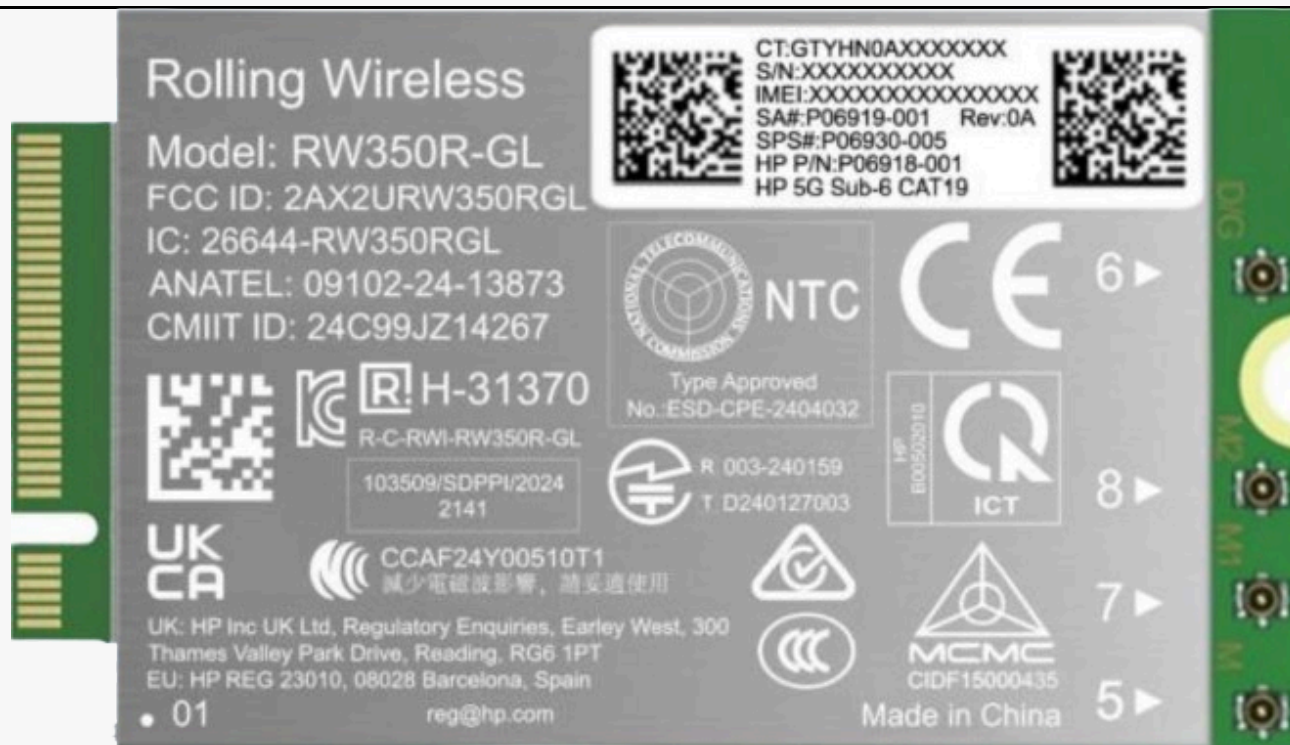 Rolling Wireless
Model: RW350R-GL
FCC ID: 2AX2URW350RGL
IC: 26644-RW350RGL
ANATEL: 09102-24-13873
CMIIT ID: 24C99JZ14267
CT:GTYHN0AXXXXXXX
S/N:XXXXXXXXXX
IMEI:XXXXXXXXXXXXXXX
SA#:P06919-001 Rev:0A
SPS#:P06930-005
HP P/N:P06918-001
HP 5G Sub-6 CAT19
NATIONAL TELECOMMUNICATIONS COMMISSION
NTC
Type Approved
No.:ESD-CPE-2404032
CE
6
D/G
R H-31370
R-C-RWI-RW350R-GL
103509/SDPPI/2024
2141
R 003-240159
T D240127003
HP
B00502010
ICT
8
M2
UK
CA
CCAF24Y00510T1
減少電磁波影響，請妥適使用
MCMC
CIDF15000435
7
M1
UK: HP Inc UK Ltd, Regulatory Enquiries, Earley West, 300
Thames Valley Park Drive, Reading, RG6 1PT
EU: HP REG 23010, 08028 Barcelona, Spain
01
reg@hp.com
Made in China
5
M